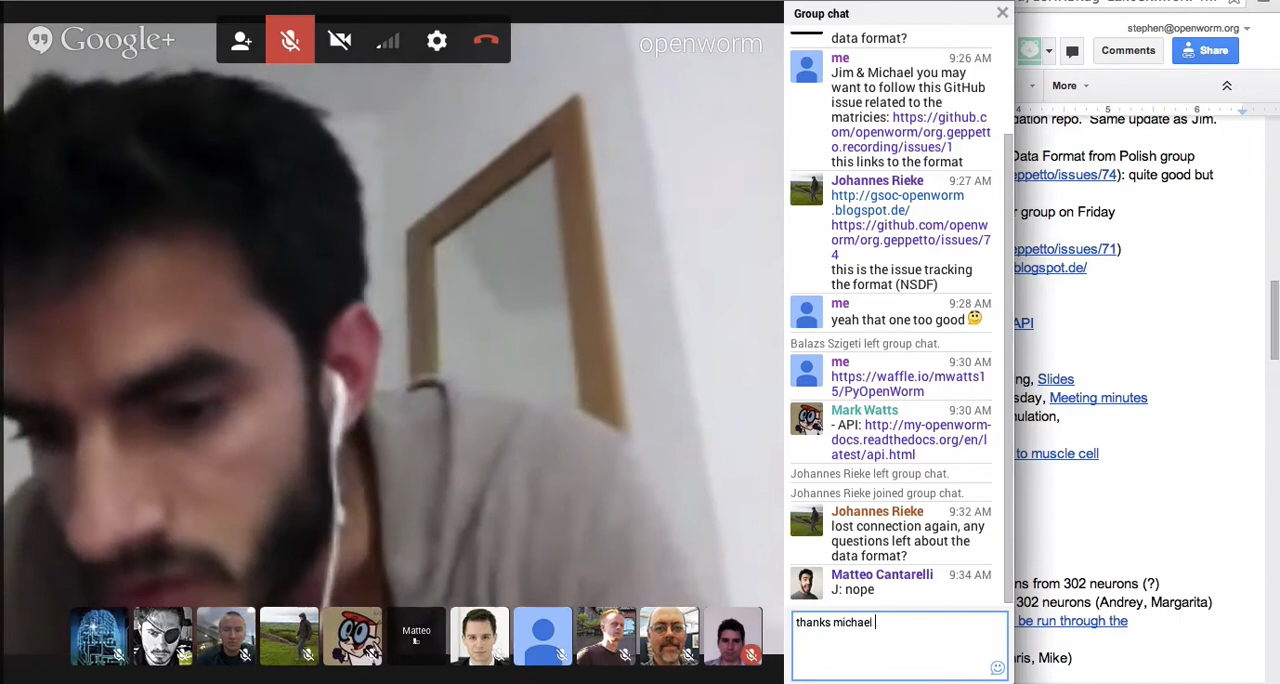 Google+
openworm
Matteo
Group chat
data format?
me 9:26 AM
Jim & Michael you may
want to follow this GitHub
issue related to the
matricies: https://github.c
om/openworm/org.geppett
o.recording/issues/1
this links to the format
Johannes Rieke 9:27 AM
http://gsoc-openworm
.blogspot.de/
https://github.com/openw
orm/org.geppetto/issues/7
4
this is the issue tracking
the format (NSDF)
me 9:28 AM
yeah that one too good
Balazs Szigeti left group chat.
me 9:30 AM
https://waffle.io/mwatts1
5/PyOpenWorm
Mark Watts 9:30 AM
- API: http://my-openworm-
docs.readthedocs.org/en/l
atest/api.html
Johannes Rieke left group chat.
Johannes Rieke joined group chat.
Johannes Rieke 9:32 AM
lost connection again, any
questions left about the
data format?
Matteo Cantarelli 9:34 AM
J: nope
thanks michael
stephen@openworm.org
Comments
Share
More
4 5 6
dation repo. Same update as Jim.
Data Format from Polish group
eppetto/issues/74): quite good but
r group on Friday
eppetto/issues/71)
blogspot.de/
API
ng, Slides
sday, Meeting minutes
mulation,
to muscle cell
ns from 302 neurons (?)
302 neurons (Andrey, Margarita)
be run through the
ris, Mike)